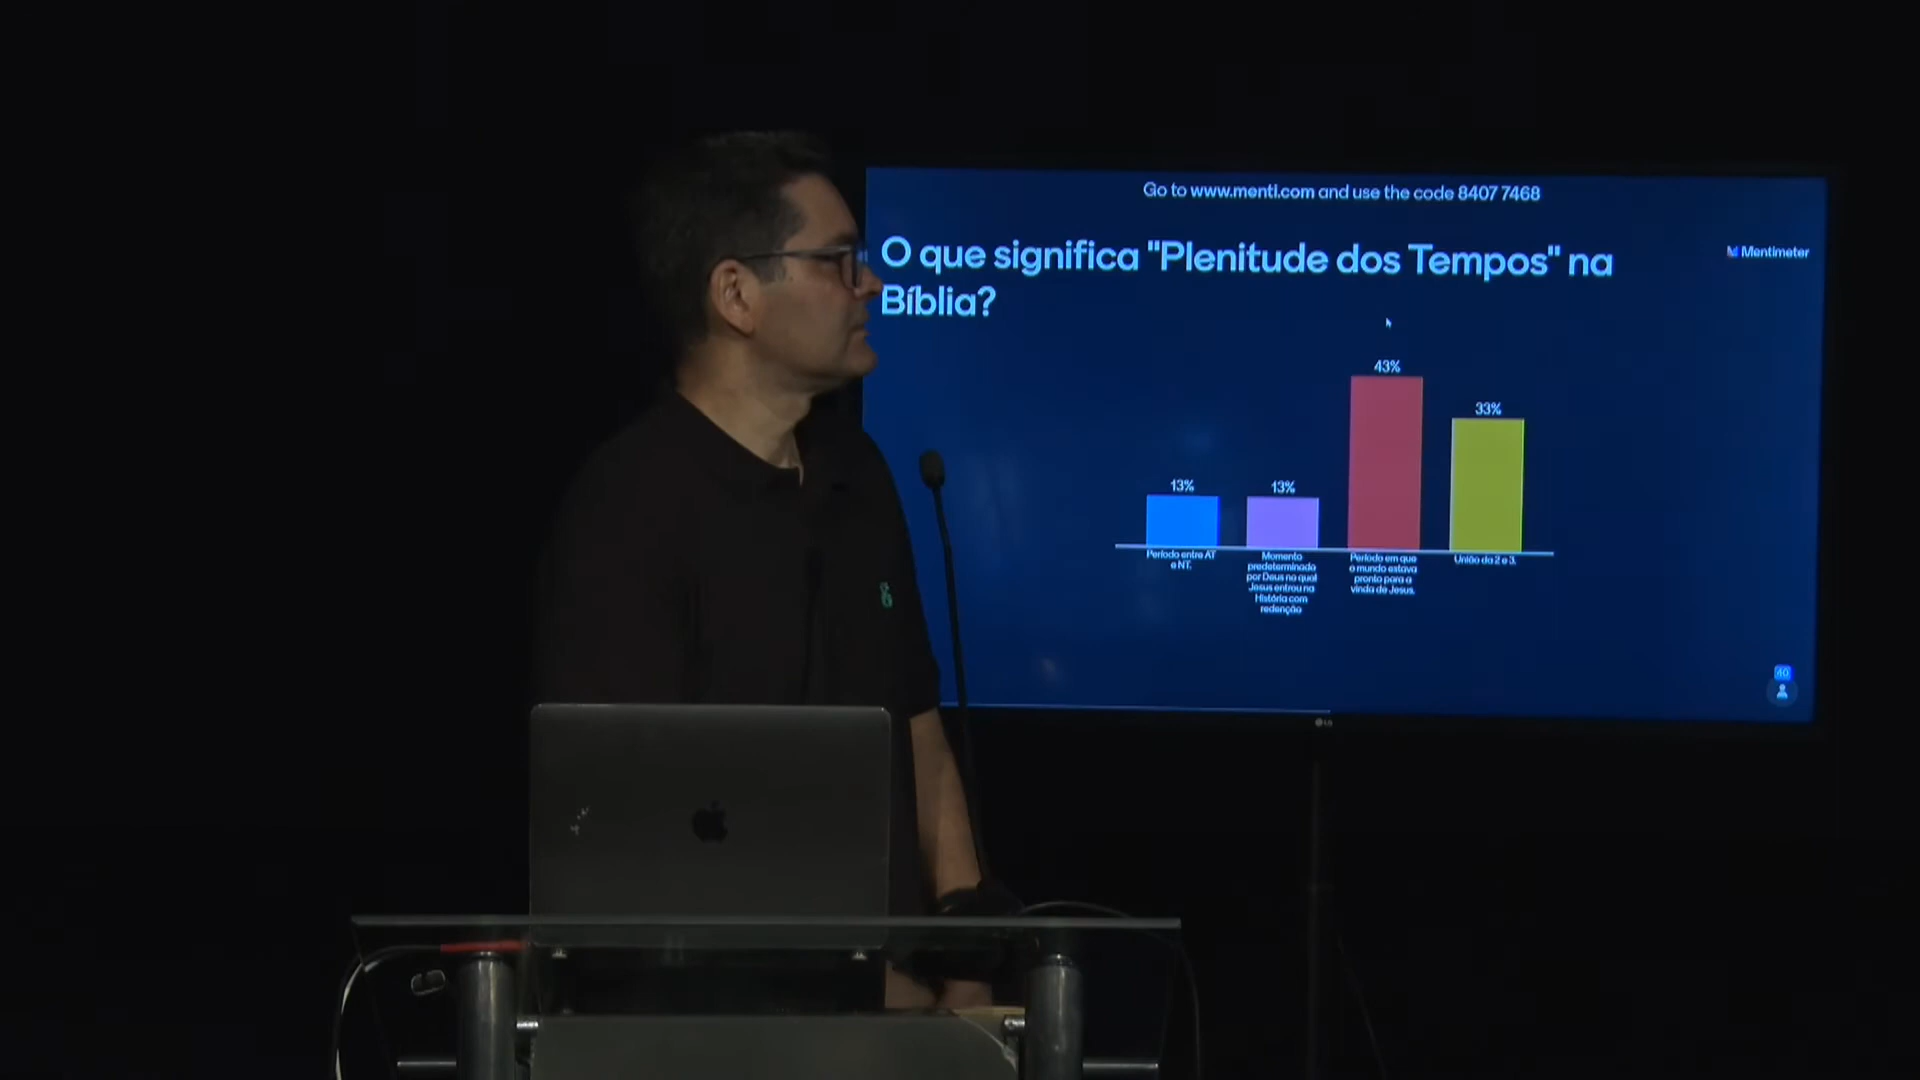 Go to www.menti.com and use the code 8407 7468
O que significa "Plenitude dos Tempos" na
Bíblia?
Mentimeter
43%
33%
13%
13%
Período entre AT
e NT.
Momento
predeterminado
por Deus no qual
Jesus entrou na
História com
redenção
Período em que
o mundo estava
pronto para a
vinda de Jesus.
União da 2 e 3.
40
LG